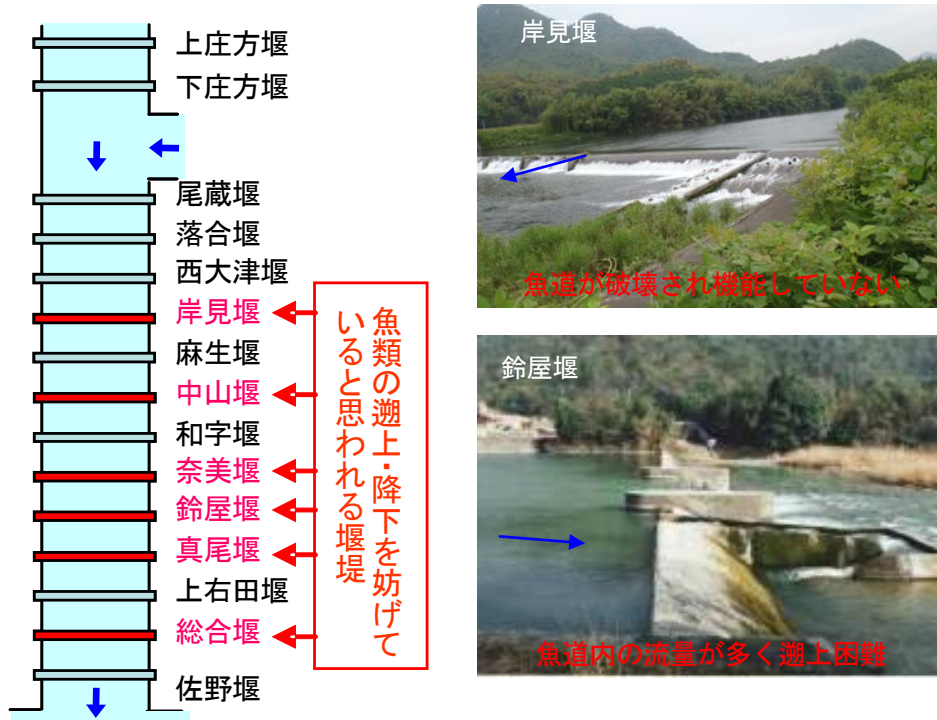 上庄方堰
下庄方堰
尾蔵堰
落合堰
西大津堰
岸見堰
麻生堰
中山堰
和字堰
奈美堰
鈴屋堰
真尾堰
上右田堰
総合堰
佐野堰
魚類の遡上・降下を妨げて
いると思われる堰堤
岸見堰
魚道が破壊され機能していない
鈴屋堰
魚道内の流量が多く遡上困難